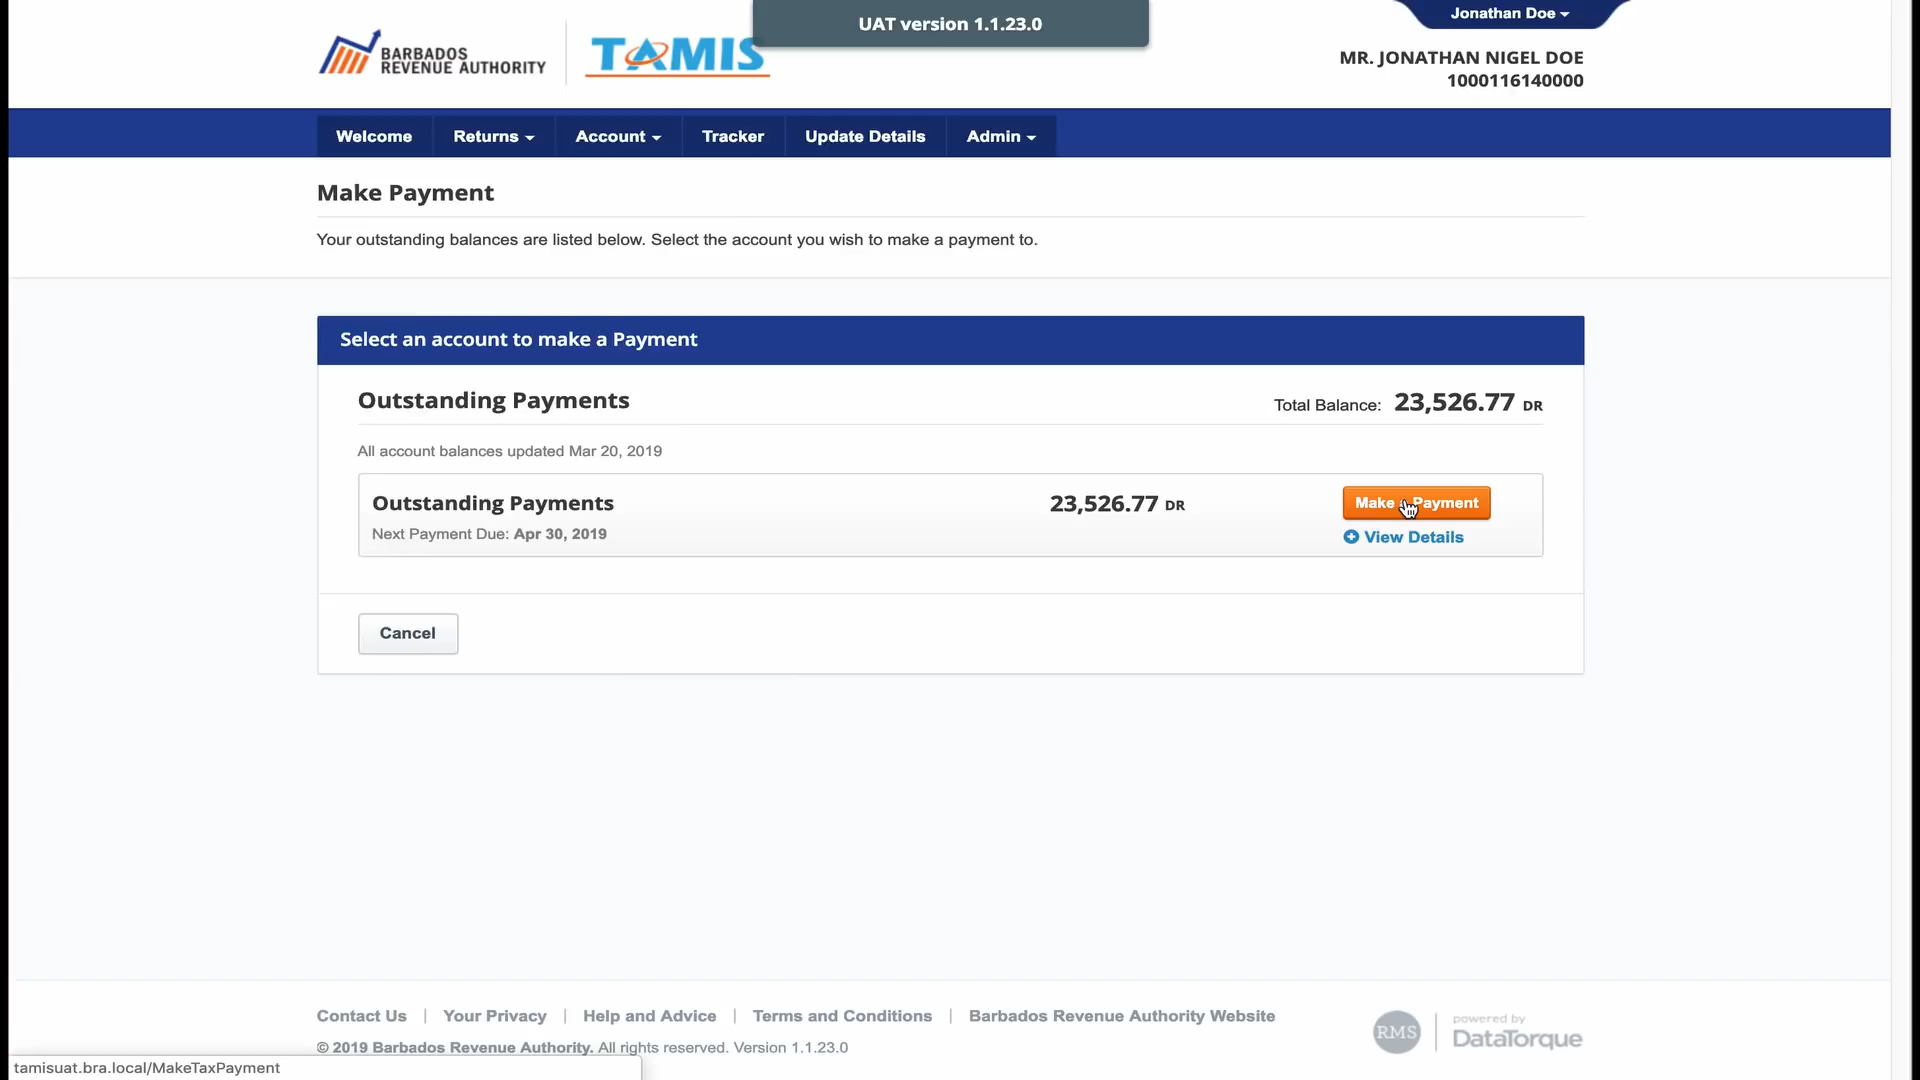 UAT version 1.1.23.0
Jonathan Doe
BARBADOS
REVENUE AUTHORITY
TAMIS
MR. JONATHAN NIGEL DOE
1000116140000
Welcome
Returns
Account
Tracker
Update Details
Admin
Make Payment
Your outstanding balances are listed below. Select the account you wish to make a payment to.
Select an account to make a Payment
Outstanding Payments
Total Balance: 23,526.77 DR
All account balances updated Mar 20, 2019
Outstanding Payments
23,526.77 DR
Make Payment
Next Payment Due: Apr 30, 2019
View Details
Cancel
Contact Us | Your Privacy | Help and Advice | Terms and Conditions | Barbados Revenue Authority Website
© 2019 Barbados Revenue Authority. All rights reserved. Version 1.1.23.0
RMS
powered by
DataTorque
tamisuat.bra.local/MakeTaxPayment